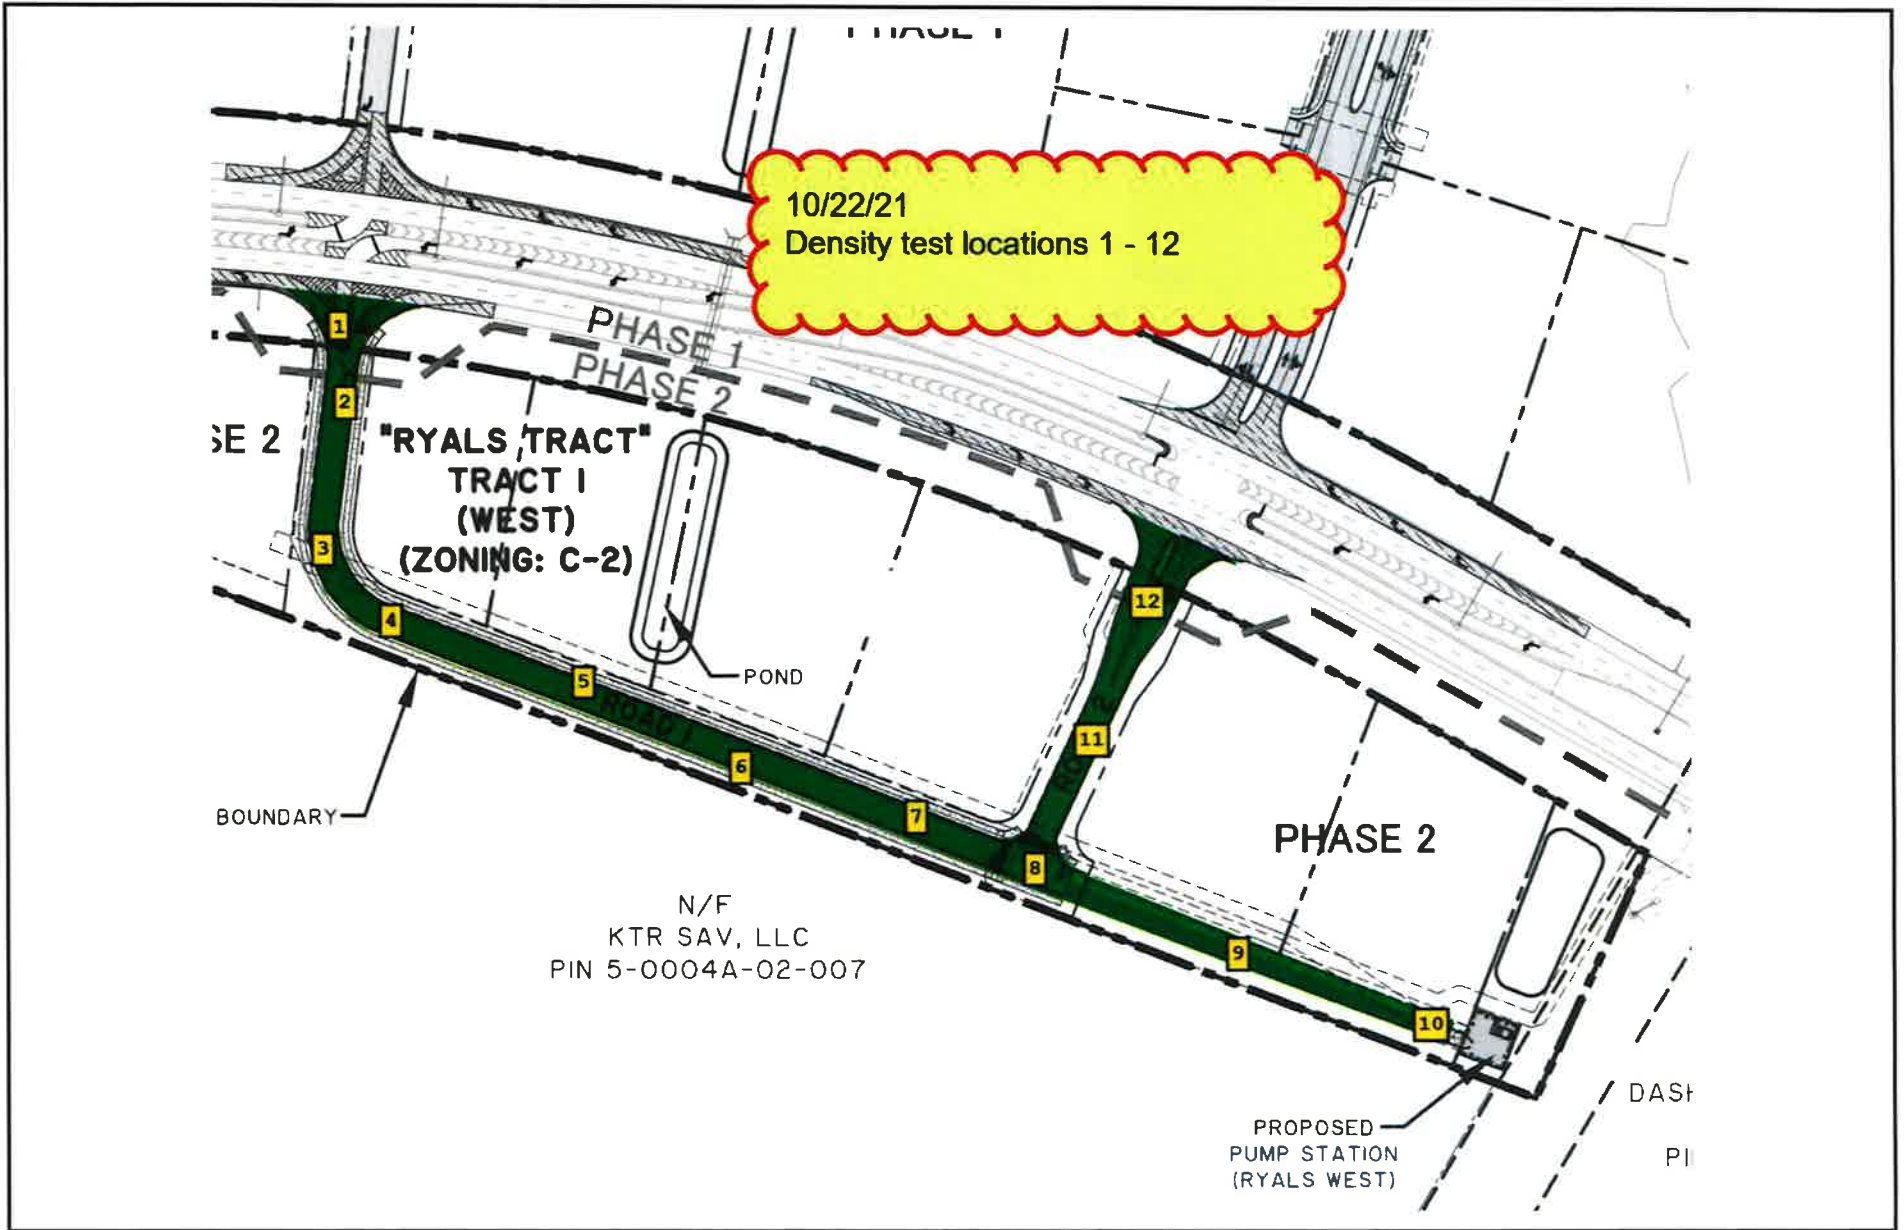 10/22/21
Density test locations 1 - 12
PHASE 1
PHASE 2
1
2
SE 2
"RYALS TRACT"
TRACT I
(WEST)
(ZONING: C-2)
3
4
5
ROAD 1
POND
6
7
8
9
10
11
12
BOUNDARY
PHASE 2
N/F
KTR SAV, LLC
PIN 5-0004A-02-007
PROPOSED
PUMP STATION
(RYALS WEST)